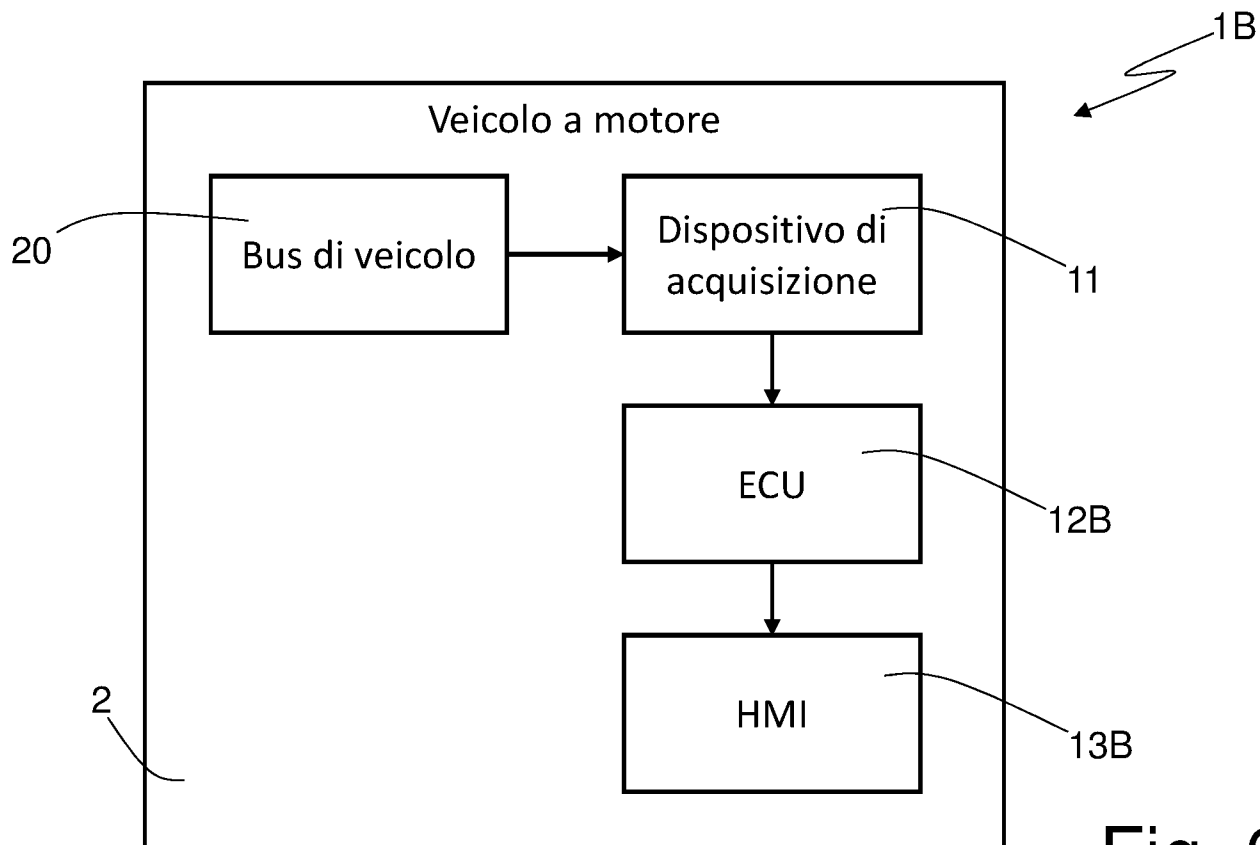 1B
Veicolo a motore
20
Bus di veicolo
Dispositivo di
acquisizione
11
ECU
12B
2
HMI
13B